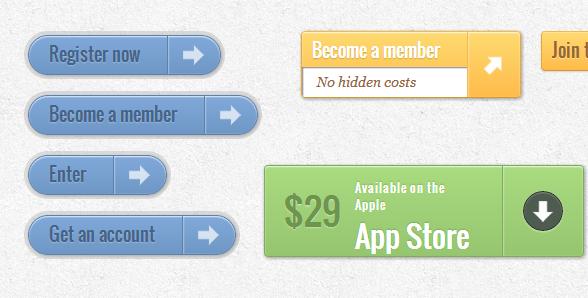 Register now
Become a member
Enter
Get an account
Become a member
No hidden costs
Join
$29
Available on the
Apple
App Store